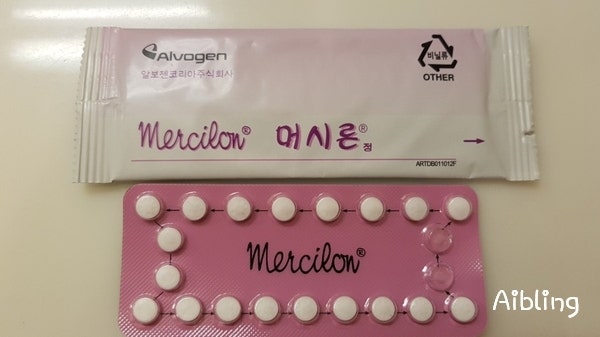 Alvogen
알보젠코리아주식회사
비닐류
OTHER
Mercilon® 머시론®정
ARTDB011012F
Mercilon®
Aibling